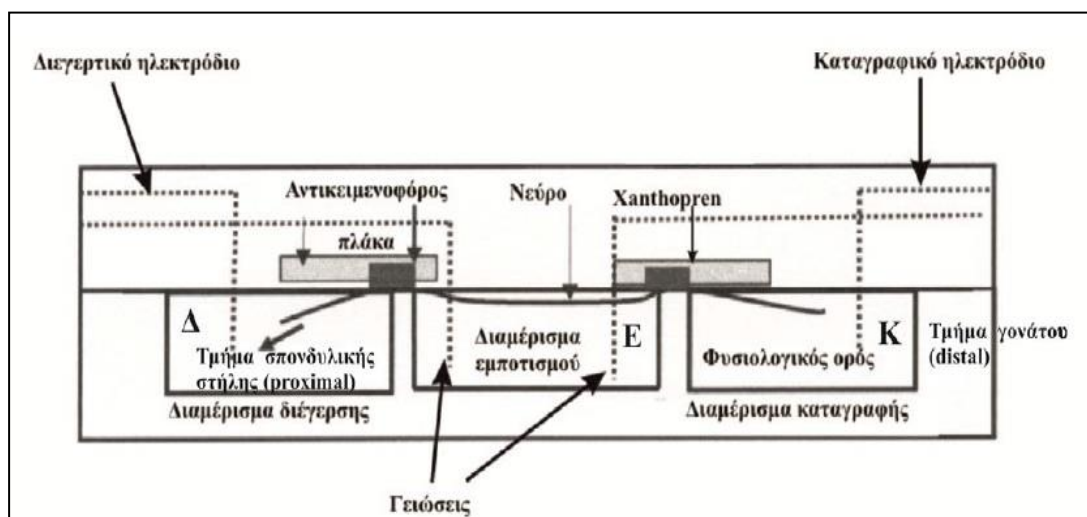 Διεγερτικό ηλεκτρόδιο
Καταγραφικό ηλεκτρόδιο
Αντικειμενοφόρος
πλάκα
Νεύρο
Xanthopren
Δ
Τμήμα σπονδυλικής
στήλης (proximal)
Διαμέρισμα διέγερσης
Διαμέρισμα
εμποτισμού
Ε
Φυσιολογικός ορός
Κ
Τμήμα γονάτου
(distal)
Διαμέρισμα καταγραφής
Γειώσεις